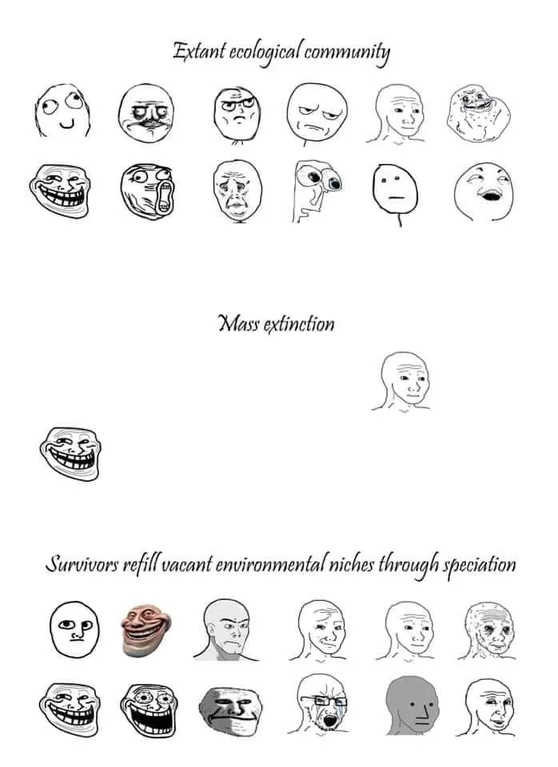 Extant ecological community
Mass extinction
Survivors refill vacant environmental niches through speciation